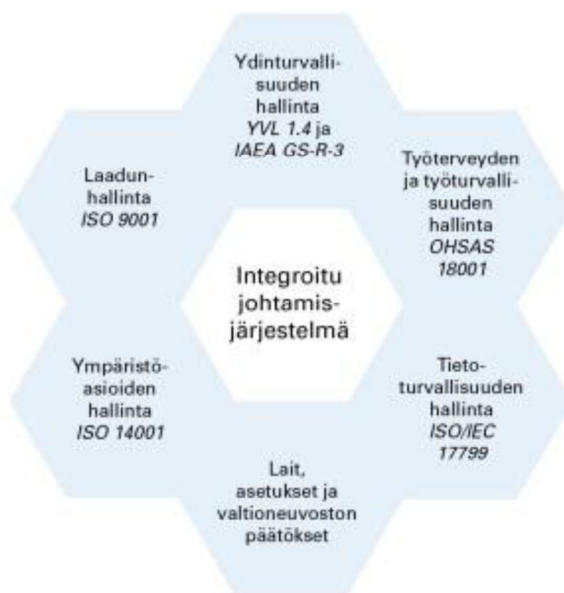 Ydinturvalli-
suuden
hallinta
YVL 1.4 ja
IAEA GS-R-3
Laadun-
hallinta
ISO 9001
Työterveyden
ja työturvalli-
suuden
hallinta
OHSAS
18001
Integroitu
johtamis-
järjestelmä
Ympäristö-
asioiden
hallinta
ISO 14001
Tieto-
turvallisuuden
hallinta
ISO/IEC
17799
Lait,
asetukset ja
valtioneuvoston
päätökset